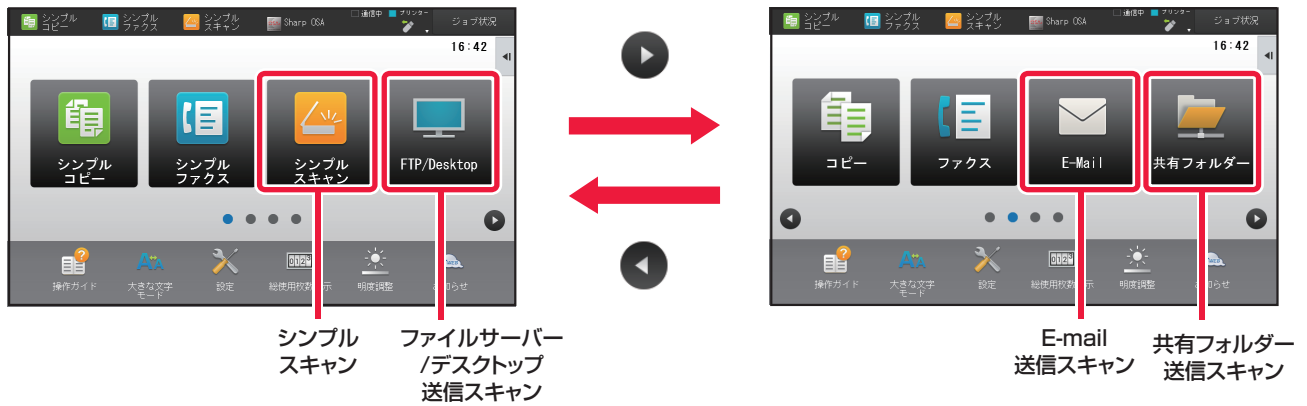 シンプル
コピー
シンプル
ファクス
シンプル
スキャン
Sharp OSA
通信中
プリンター
ジョブ状況
16:42
シンプル
コピー
シンプル
ファクス
シンプル
スキャン
FTP/Desktop
操作ガイド
大きな文字
モード
設定
総使用枚数
示
明度調整
らせ
シンプル
スキャン
ファイルサーバー
/デスクトップ
送信スキャン
シンプル
コピー
シンプル
ファクス
シンプル
スキャン
Sharp OSA
通信中
プリンター
ジョブ状況
16:42
コピー
ファクス
E-Mail
共有フォルダー
操作ガイド
大きな文字
モード
設定
総使用枚数
示
明度調整
らせ
E-mail
送信スキャン
共有フォルダー
送信スキャン